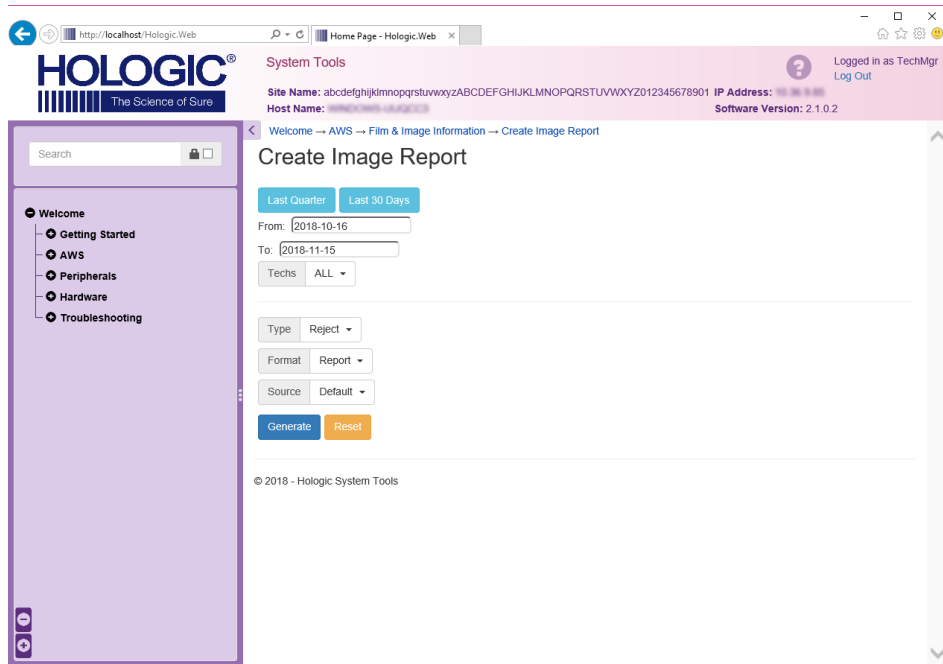 http://localhost/Hologic.Web
Home Page - Hologic.Web
HOLOGIC®
The Science of Sure
System Tools
Logged in as TechMgr
Log Out
Site Name: abcdefghijklmnopqrstuvwxyzABCDEFGHIJKLMNOPQRSTUVWXYZ012345678901 IP Address:
Host Name:
Software Version: 2.1.0.2
Welcome → AWS → Film & Image Information → Create Image Report
Search
Create Image Report
Last Quarter Last 30 Days
From: 2018-10-16
To: 2018-11-15
Techs ALL
Type Reject
Format Report
Source Default
Generate Reset
© 2018 - Hologic System Tools
Welcome
Getting Started
AWS
Peripherals
Hardware
Troubleshooting